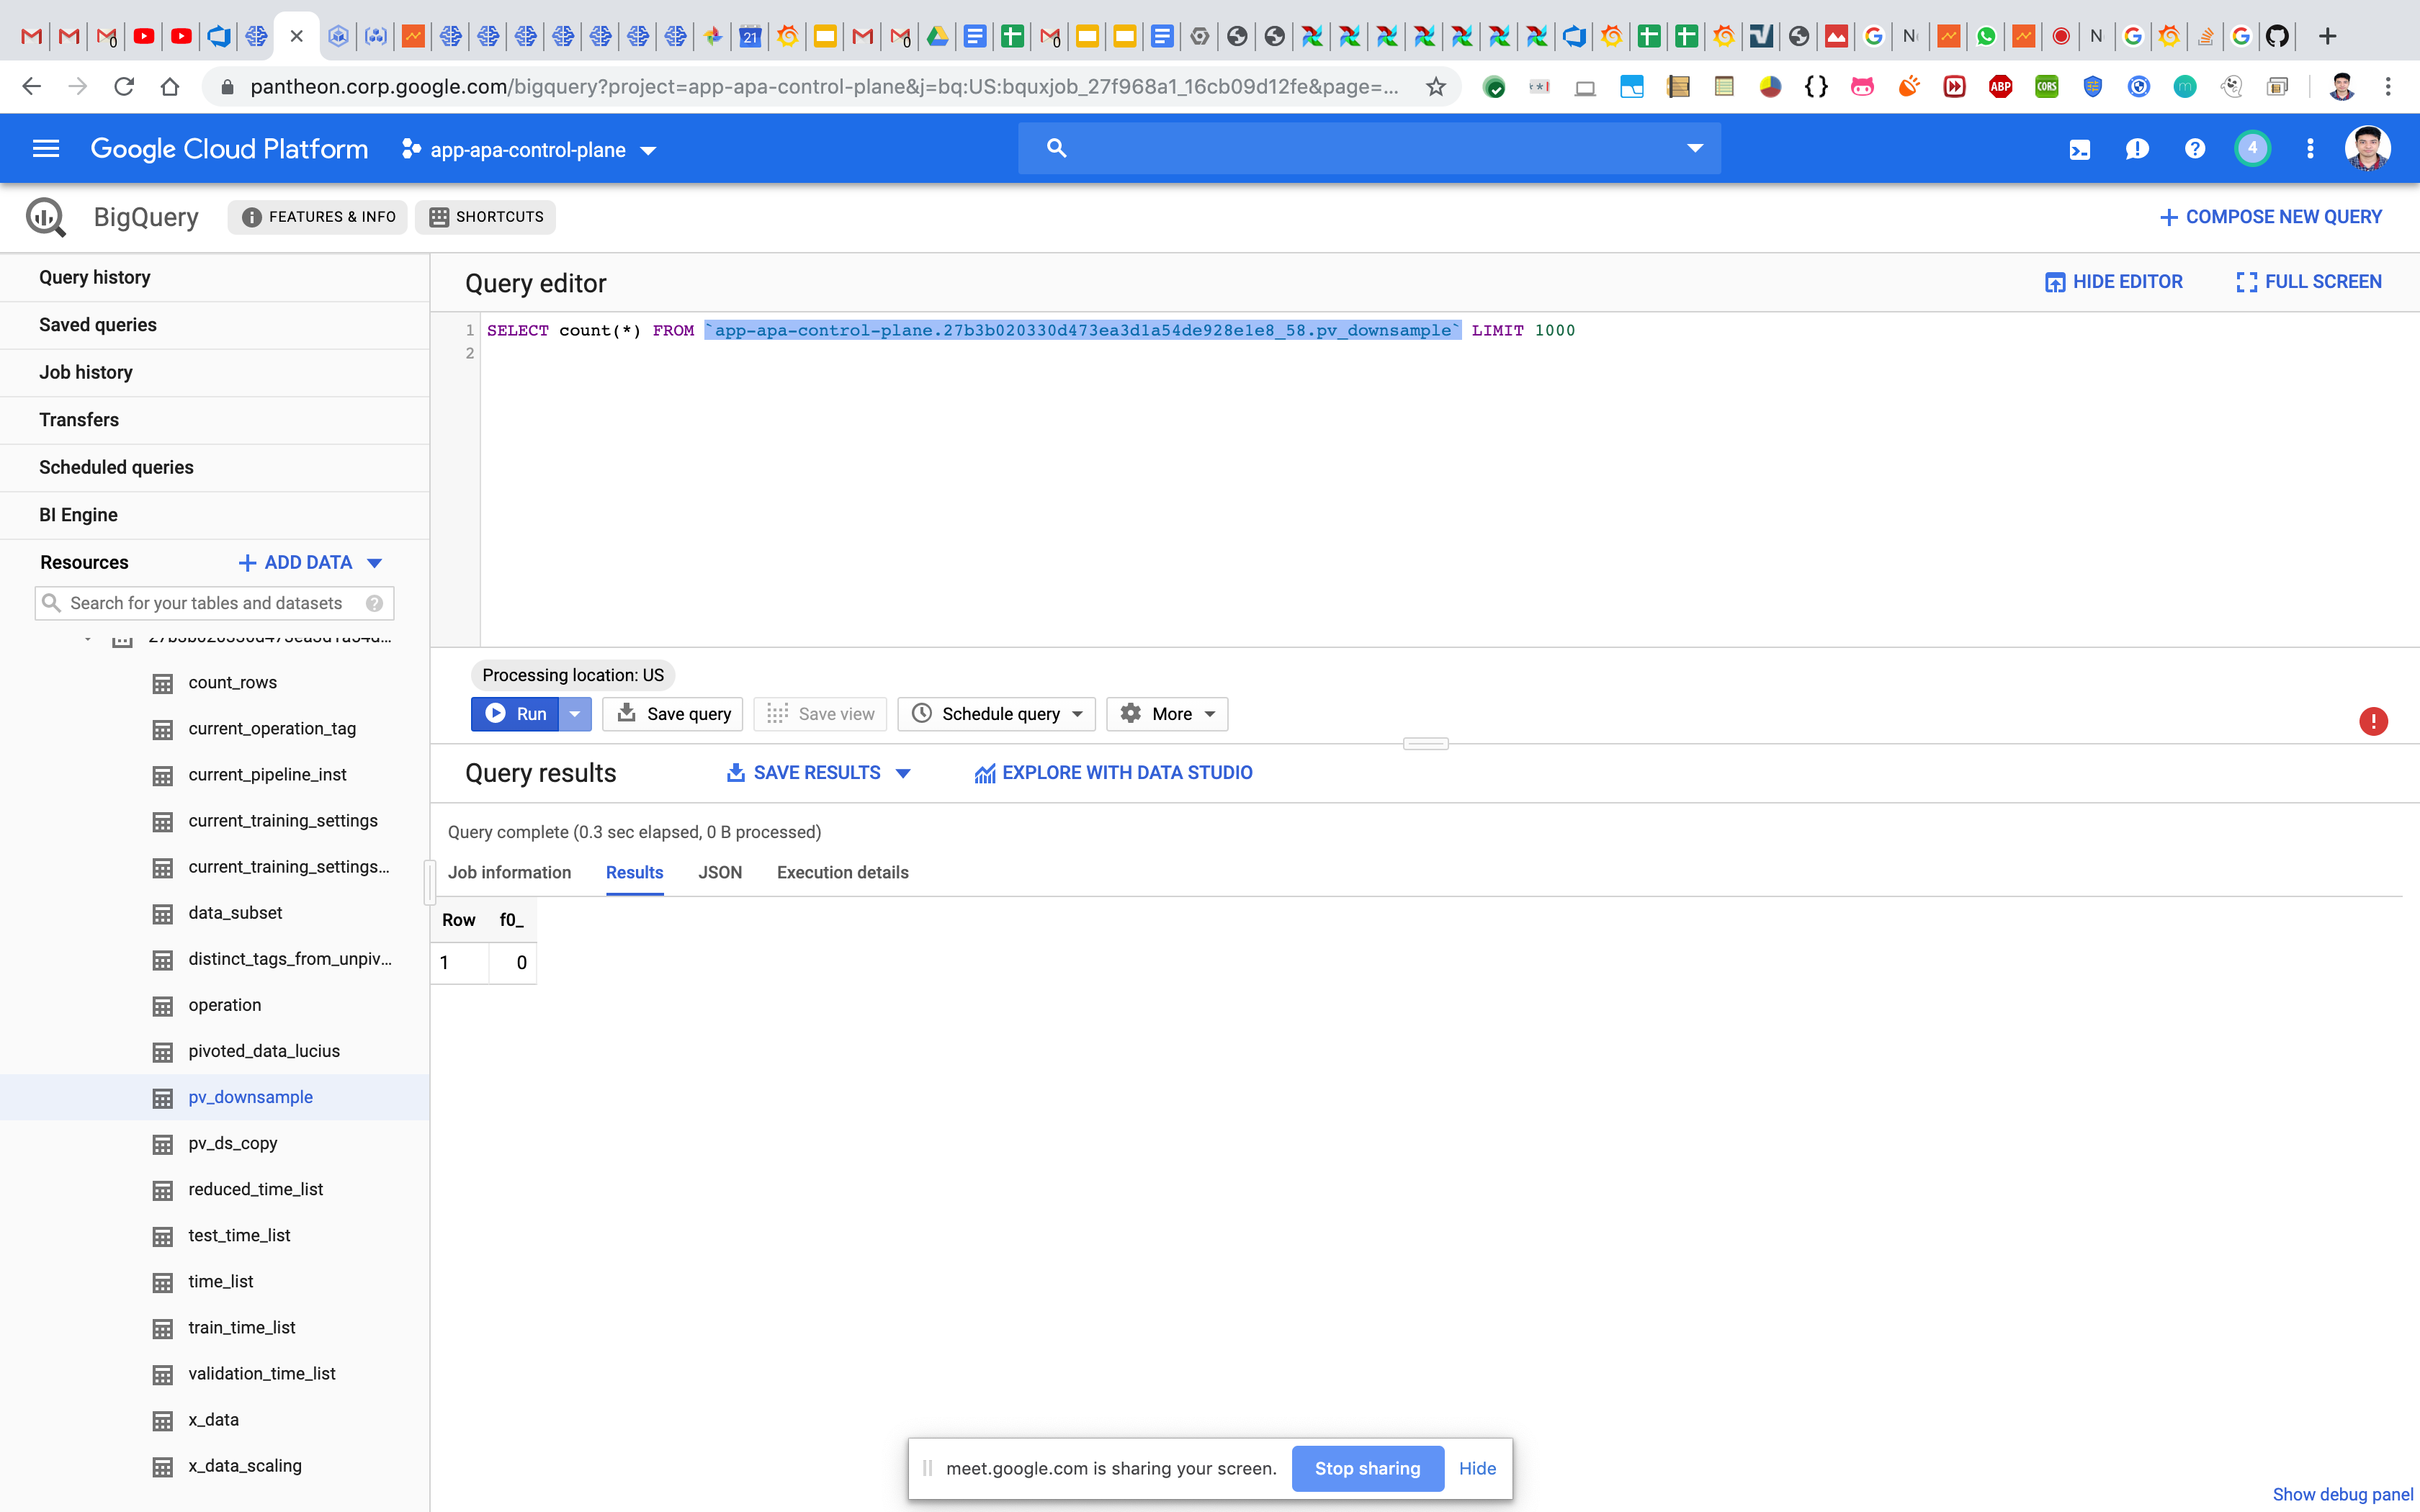 pantheon.corp.google.com/bigquery?project=app-apa-control-plane&j=bq:US:bquxjob_27f968a1_16cb09d12fe&page=...
Google Cloud Platform
app-apa-control-plane
4
BigQuery
FEATURES & INFO
SHORTCUTS
COMPOSE NEW QUERY
Query history
Saved queries
Job history
Transfers
Scheduled queries
BI Engine
Resources
ADD DATA
Search for your tables and datasets
count_rows
current_operation_tag
current_pipeline_inst
current_training_settings
current_training_settings...
data_subset
distinct_tags_from_unpiv...
operation
pivoted_data_lucius
pv_downsample
pv_ds_copy
reduced_time_list
test_time_list
time_list
train_time_list
validation_time_list
x_data
x_data_scaling
Query editor
HIDE EDITOR
FULL SCREEN
1 SELECT count(*) FROM `app-apa-control-plane.27b3b020330d473ea3d1a54de928e1e8_58.pv_downsample` LIMIT 1000
2
Processing location: US
Run
Save query
Save view
Schedule query
More
Query results
SAVE RESULTS
EXPLORE WITH DATA STUDIO
Query complete (0.3 sec elapsed, 0 B processed)
Job information
Results
JSON
Execution details
Row f0_
1 0
meet.google.com is sharing your screen.
Stop sharing
Hide
Show debug panel